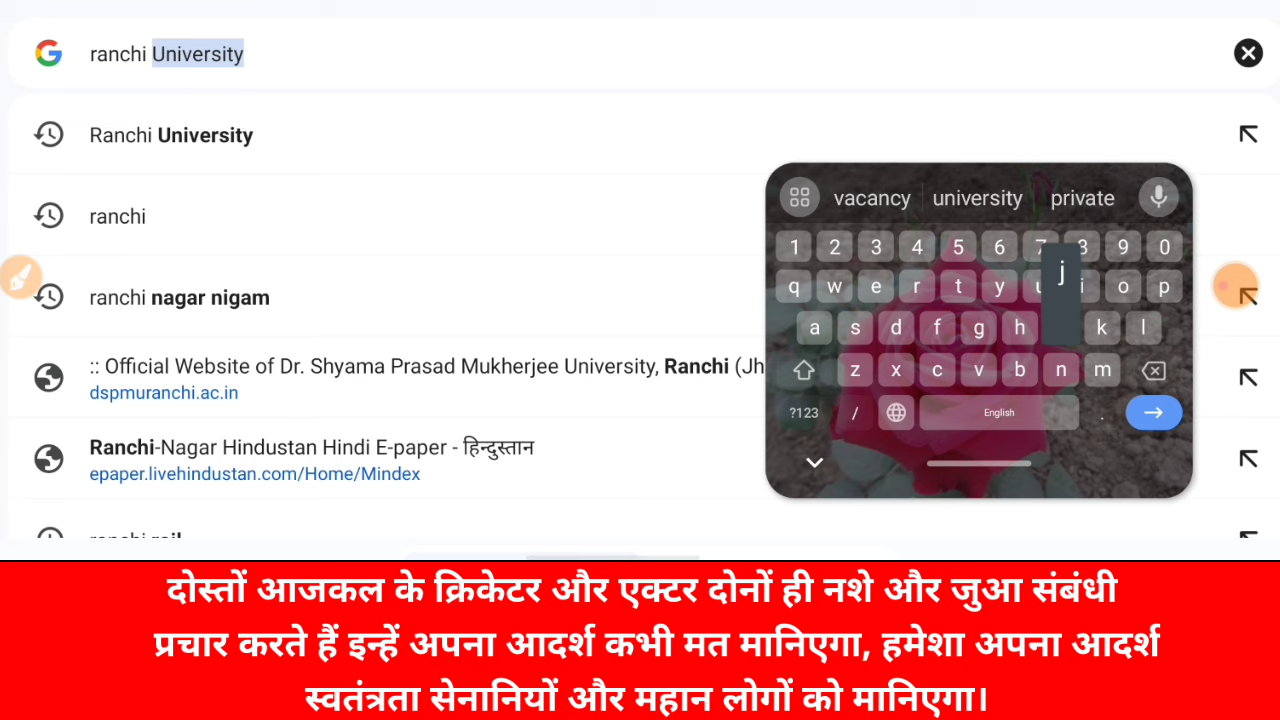 ranchi University
Ranchi University
ranchi
ranchi nagar nigam
:: Official Website of Dr. Shyama Prasad Mukherjee University, Ranchi (Jh
dspmuranchi.ac.in
Ranchi-Nagar Hindustan Hindi E-paper - हिन्दुस्तान
epaper.livehindustan.com/Home/Mindex
vacancy university private
1 2 3 4 5 6 7 8 9 0
j
q w e r t y u i o p
a s d f g h k l
z x c v b n m
?123 / English .
दोस्तों आजकल के क्रिकेटर और एक्टर दोनों ही नशे और जुआ संबंधी
प्रचार करते हैं इन्हें अपना आदर्श कभी मत मानिएगा, हमेशा अपना आदर्श
स्वतंत्रता सेनानियों और महान लोगों को मानिएगा।